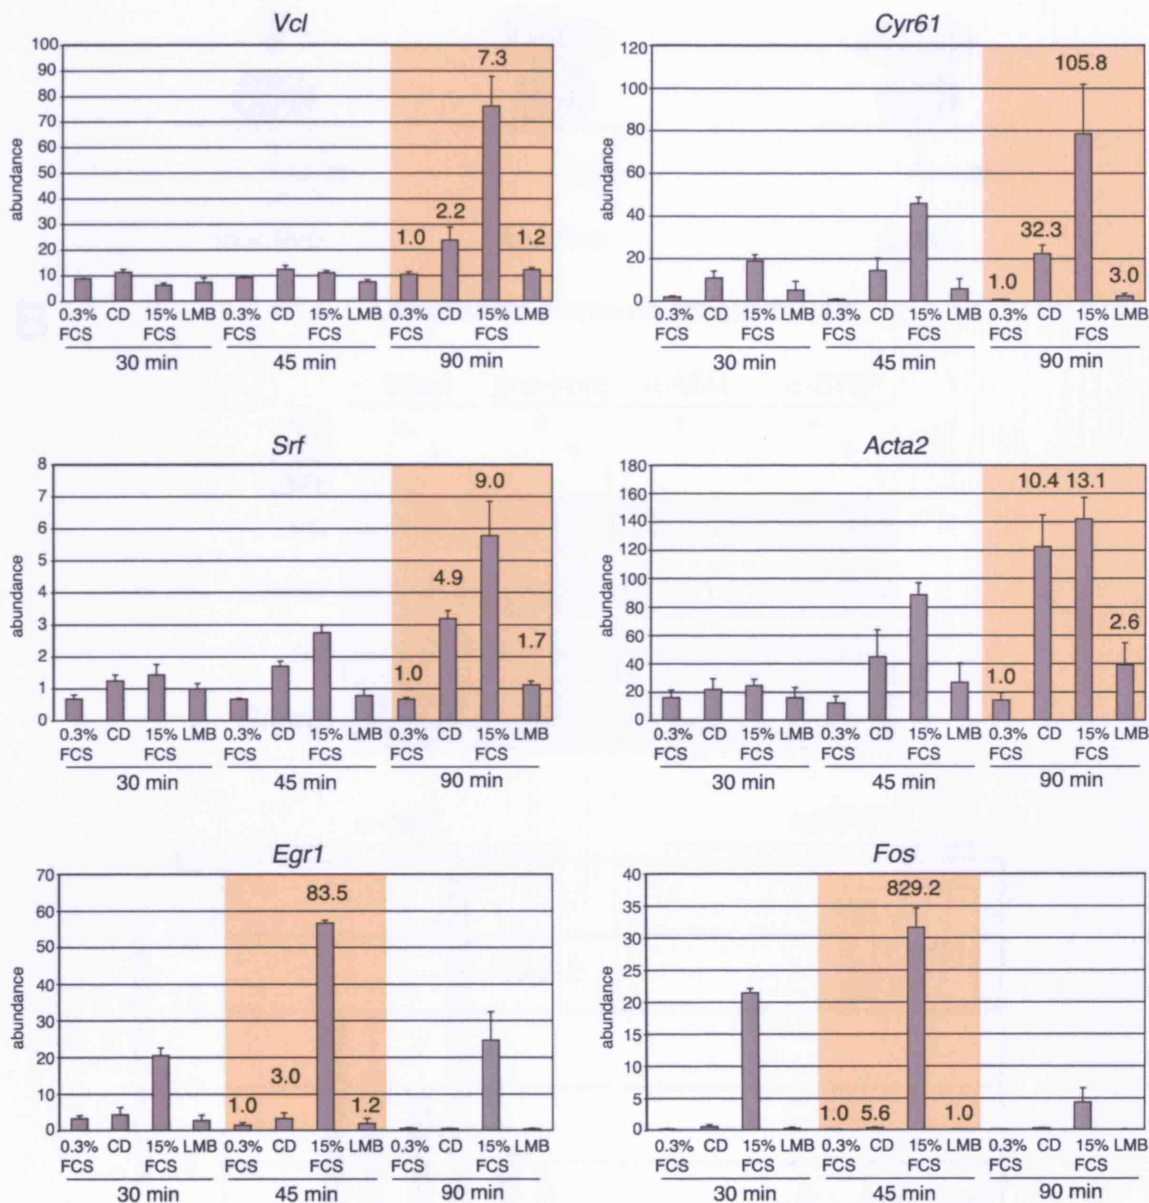 Vcl
100
90
80
70
60
50
40
30
20
10
0
abundance
7.3
2.2
1.0
1.2
0.3% CD 15% LMB 0.3% CD 15% LMB 0.3% CD 15% LMB
FCS FCS FCS FCS FCS FCS
30 min 45 min 90 min
Cyr61
120
100
80
60
40
20
0
abundance
105.8
32.3
1.0
3.0
0.3% CD 15% LMB 0.3% CD 15% LMB 0.3% CD 15% LMB
FCS FCS FCS FCS FCS FCS
30 min 45 min 90 min
Srf
8
7
6
5
4
3
2
1
0
abundance
9.0
4.9
1.7
1.0
0.3% CD 15% LMB 0.3% CD 15% LMB 0.3% CD 15% LMB
FCS FCS FCS FCS FCS FCS
30 min 45 min 90 min
Acta2
180
160
140
120
100
80
60
40
20
0
abundance
10.4 13.1
2.6
1.0
0.3% CD 15% LMB 0.3% CD 15% LMB 0.3% CD 15% LMB
FCS FCS FCS FCS FCS FCS
30 min 45 min 90 min
Egr1
70
60
50
40
30
20
10
0
abundance
83.5
3.0
1.0
1.2
0.3% CD 15% LMB 0.3% CD 15% LMB 0.3% CD 15% LMB
FCS FCS FCS FCS FCS FCS
30 min 45 min 90 min
Fos
40
35
30
25
20
15
10
5
0
abundance
829.2
1.0 5.6 1.0
0.3% CD 15% LMB 0.3% CD 15% LMB 0.3% CD 15% LMB
FCS FCS FCS FCS FCS FCS
30 min 45 min 90 min